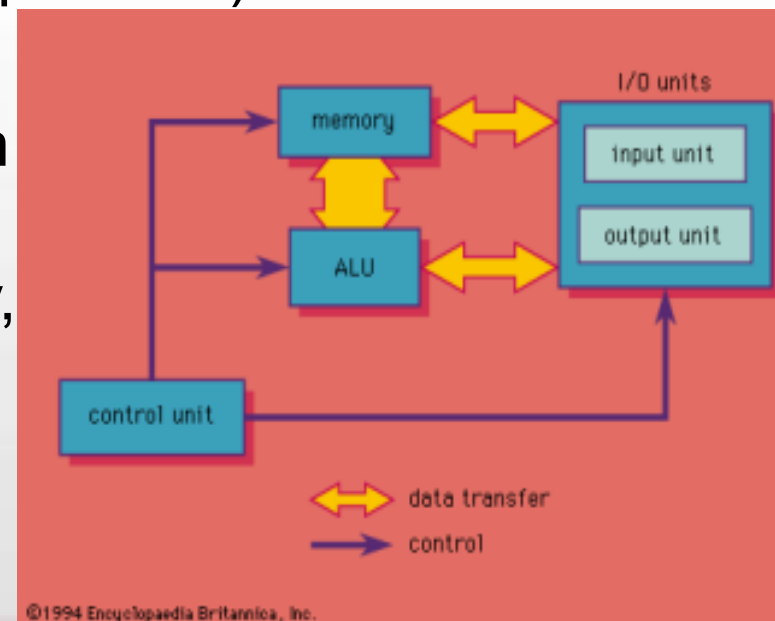 I/O units
memory
input unit
output unit
ALU
control unit
data transfer
control
©1994 Encyclopaedia Britannica, Inc.